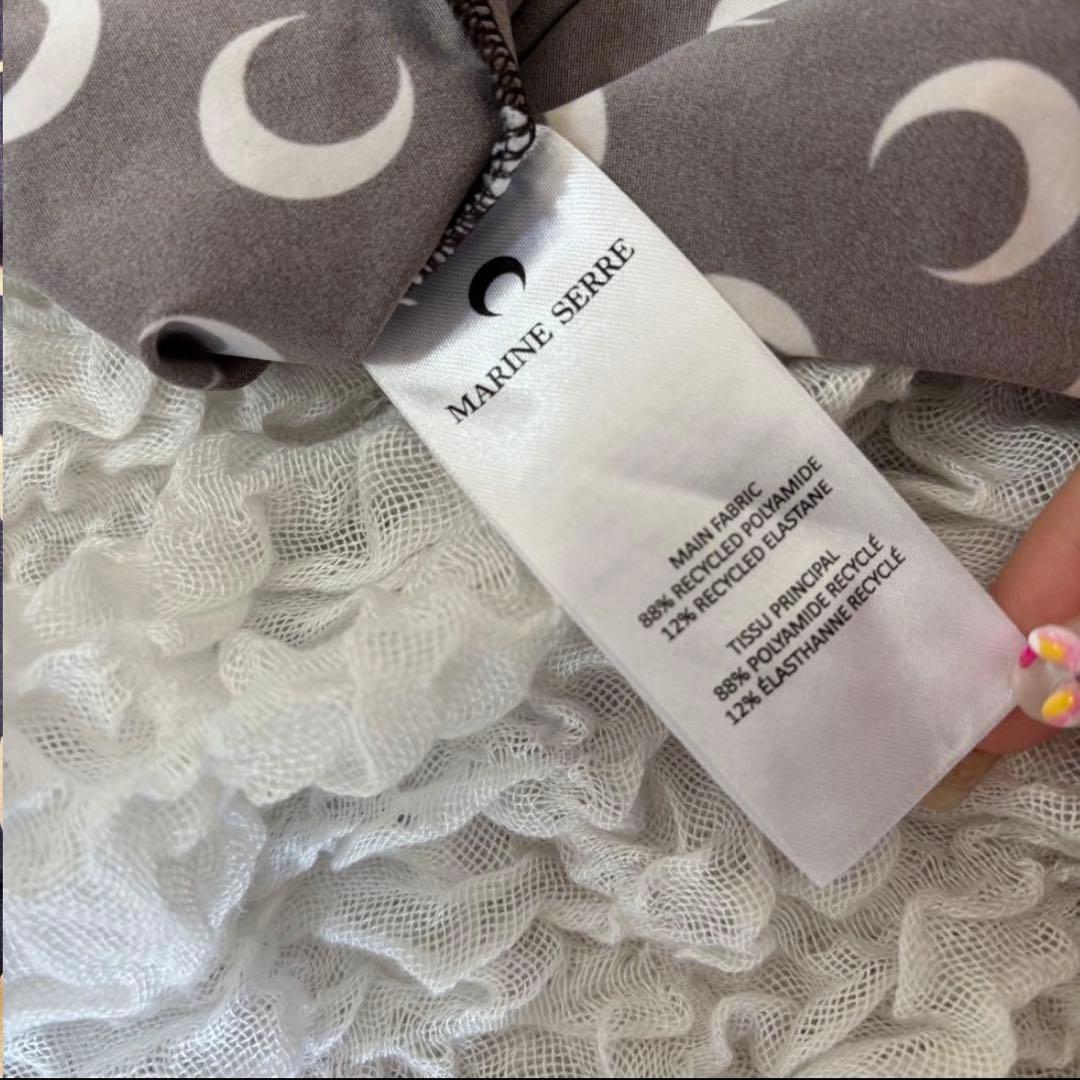 MARINE SERRE
MAIN FABRIC
88% RECYCLED POLYAMIDE
12% RECYCLED ELASTANE
TISSU PRINCIPAL
88% POLYAMIDE RECYCLÉ
12% ÉLASTHANNE RECYCLÉ